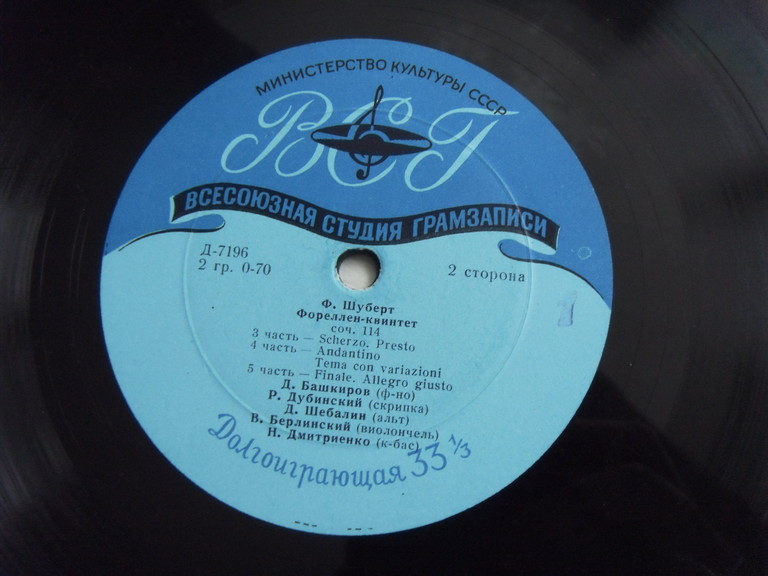 МИНИСТЕРСТВО КУЛЬТУРЫ СССР
ВСГ
ВСЕСОЮЗНАЯ СТУДИЯ ГРАМЗАПИСИ
Д-7196
2 гр. 0-70
2 сторона
Ф. Шуберт
Фореллен-квинтет
соч. 114
3 часть — Scherzo. Presto
4 часть — Andantino
Tema con variazioni
5 часть — Finale. Allegro giusto
Д. Башкиров (ф-но)
Р. Дубинский (скрипка)
Д. Шебалин (альт)
В. Берлинский (виолончель)
Н. Дмитриенко (к-бас)
Долгоиграющая 33 1/3